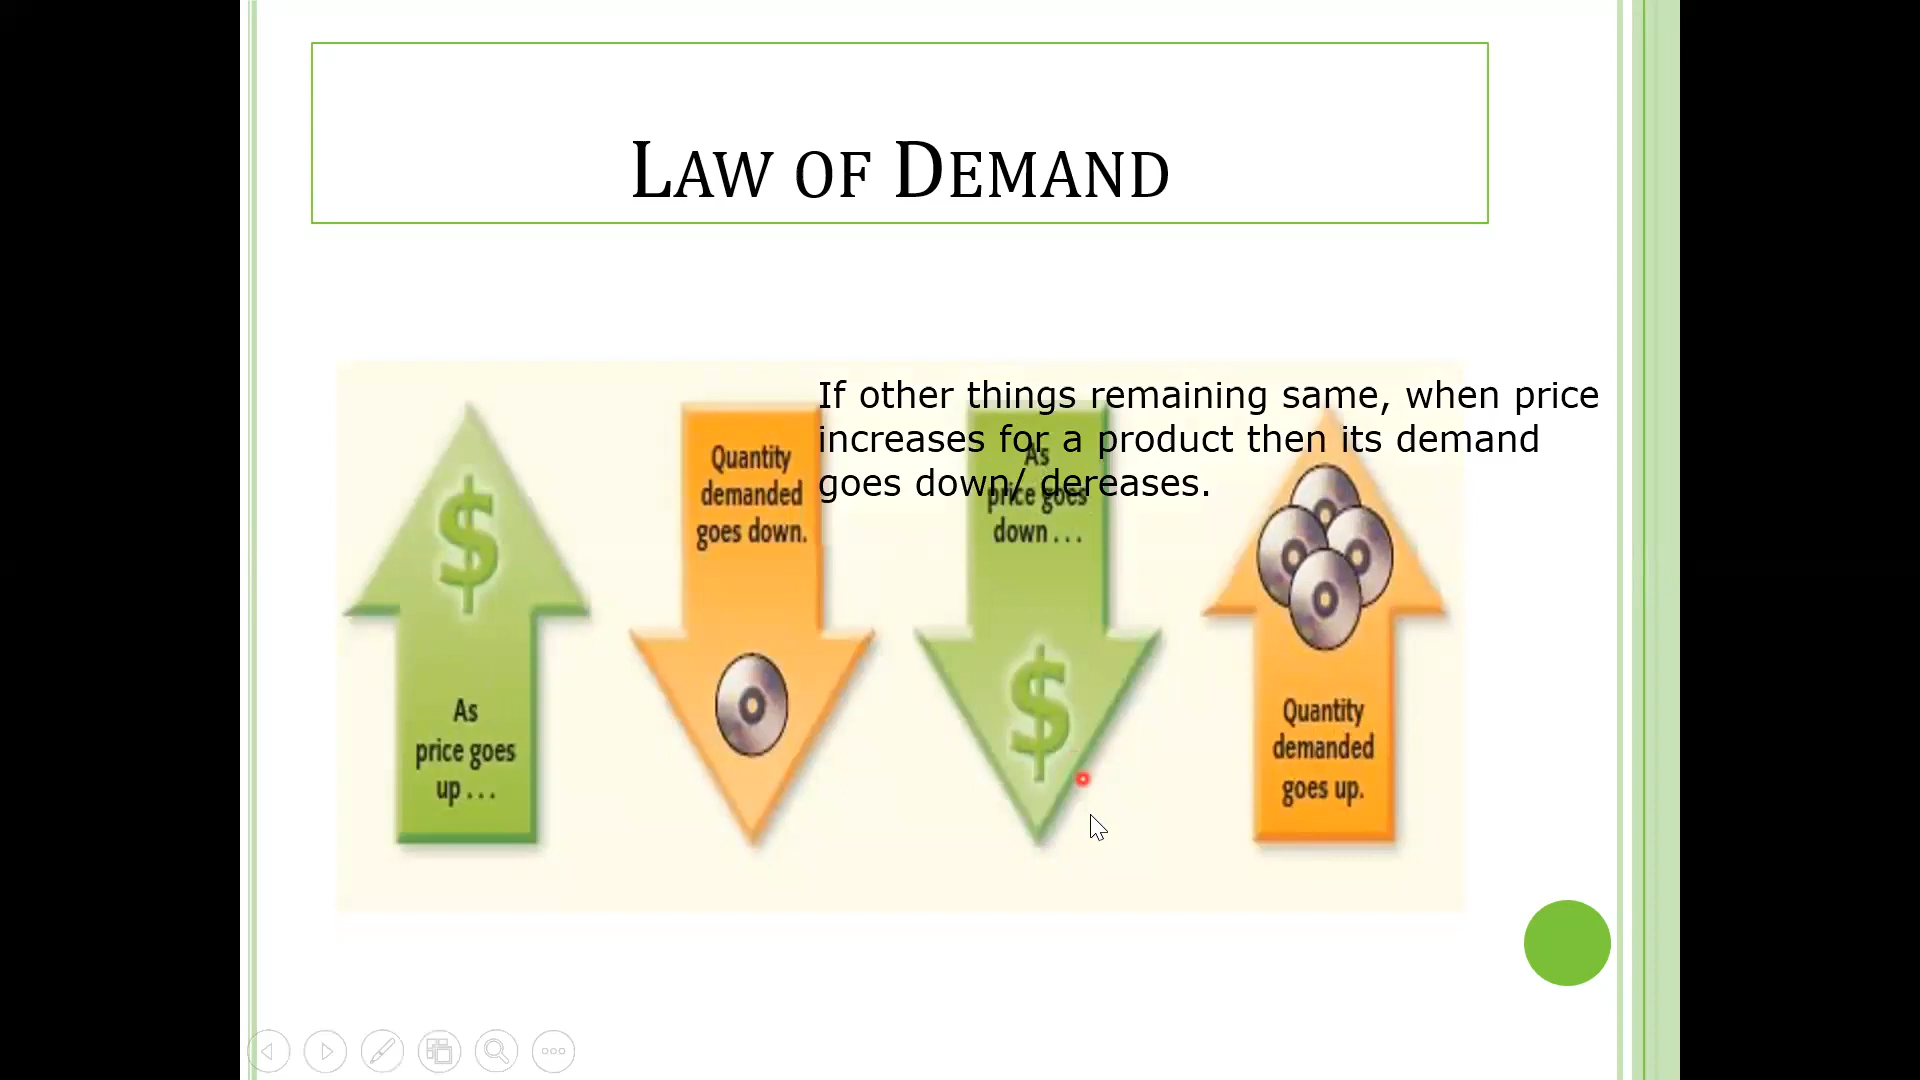 LAW OF DEMAND
If other things remaining same, when price
increases for a product then its demand
goes down/ dereases.
$
As
price goes
up . . .
Quantity
demanded
goes down.
As
price goes
down . . .
$
Quantity
demanded
goes up.